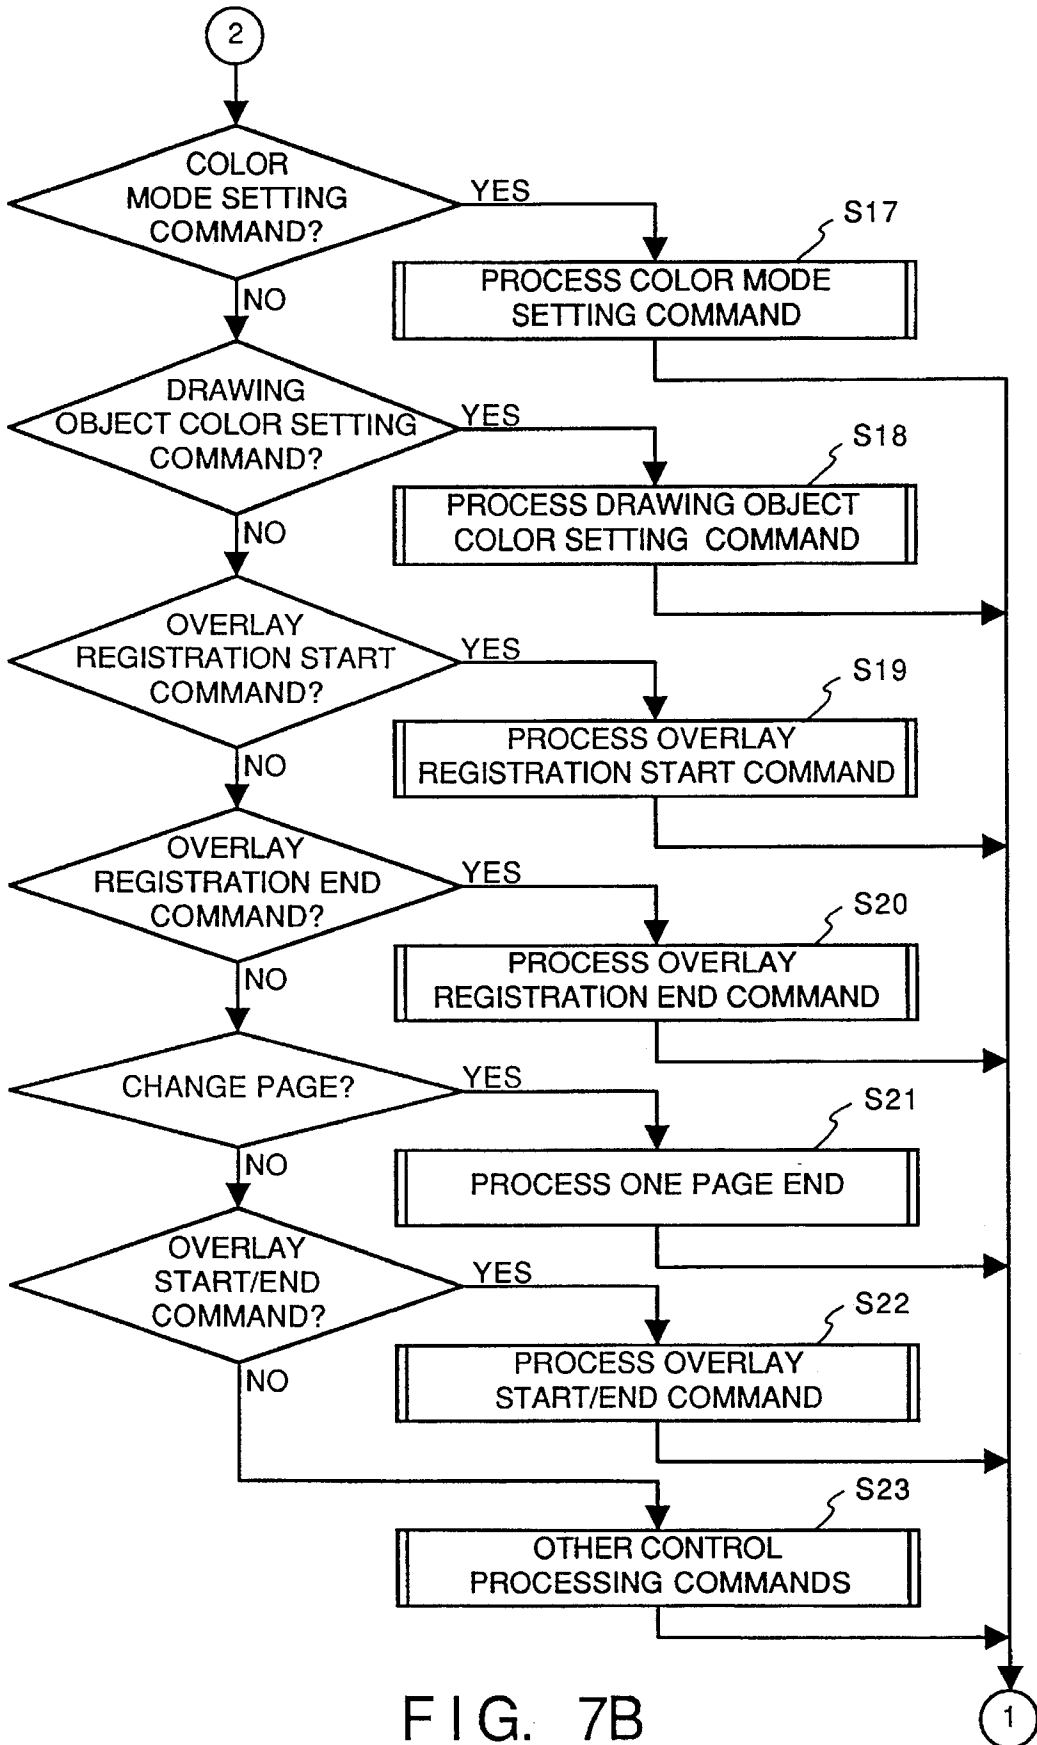 2
COLOR
MODE SETTING
COMMAND?
YES
S17
PROCESS COLOR MODE
SETTING COMMAND
NO
DRAWING
OBJECT COLOR SETTING
COMMAND?
YES
S18
PROCESS DRAWING OBJECT
COLOR SETTING COMMAND
NO
OVERLAY
REGISTRATION START
COMMAND?
YES
S19
PROCESS OVERLAY
REGISTRATION START COMMAND
NO
OVERLAY
REGISTRATION END
COMMAND?
YES
S20
PROCESS OVERLAY
REGISTRATION END COMMAND
NO
CHANGE PAGE?
YES
S21
PROCESS ONE PAGE END
NO
OVERLAY
START/END
COMMAND?
YES
S22
PROCESS OVERLAY
START/END COMMAND
NO
S23
OTHER CONTROL
PROCESSING COMMANDS
1
FIG. 7B